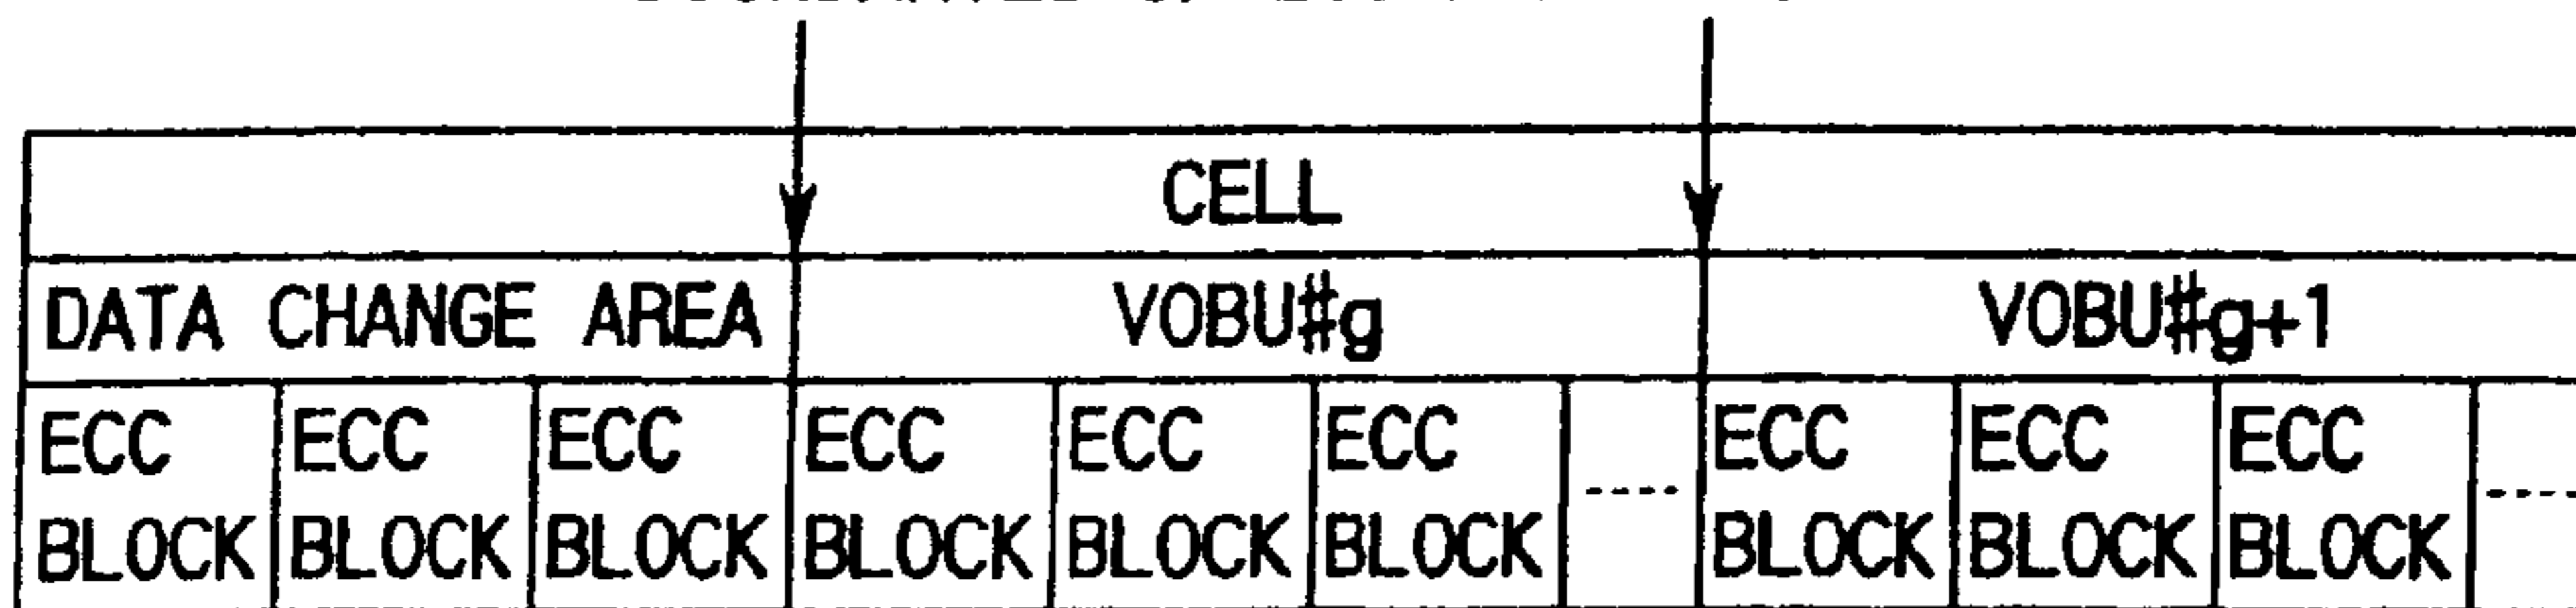 CELL
DATA CHANGE AREA VOBU#g VOBU#g+1
ECC ECC ECC ECC ECC ECC ECC ECC ECC
BLOCK BLOCK BLOCK BLOCK BLOCK BLOCK ---- BLOCK BLOCK BLOCK ----